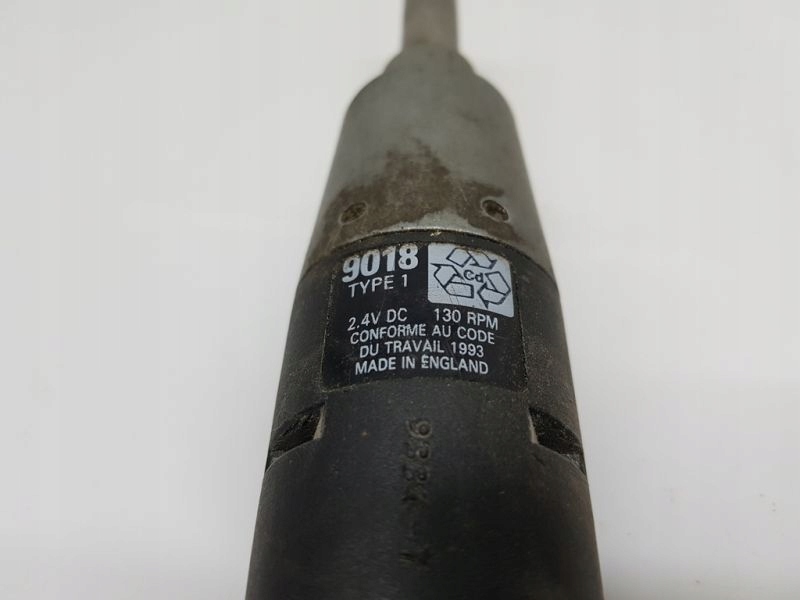 9018
TYPE 1
Cd
2.4V DC 130 RPM
CONFORME AU CODE
DU TRAVAIL 1993
MADE IN ENGLAND